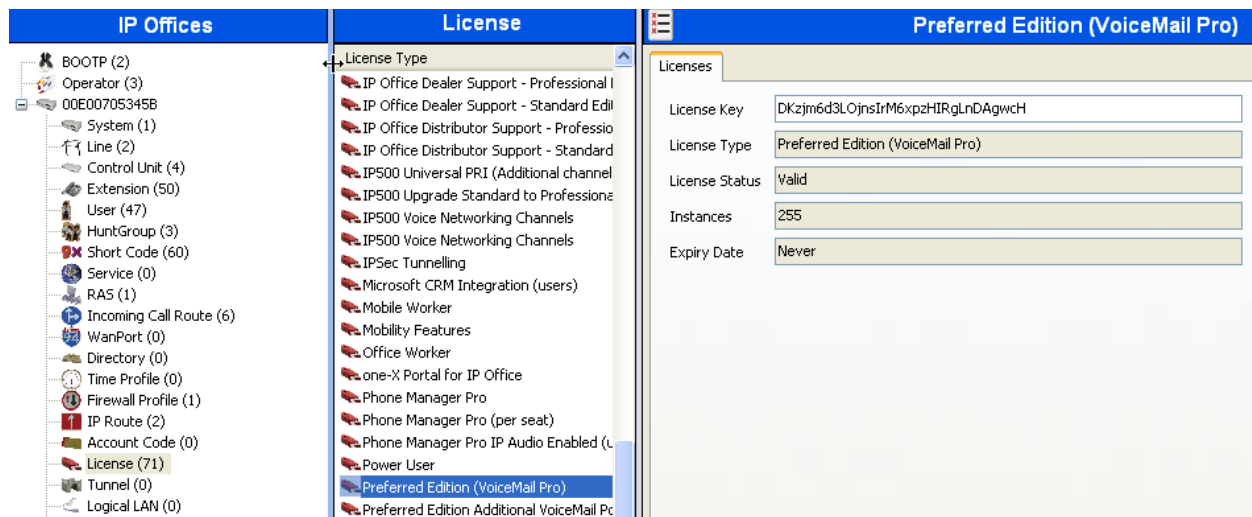 IP Offices
BOOTP (2)
Operator (3)
00E00705345B
System (1)
Line (2)
Control Unit (4)
Extension (50)
User (47)
HuntGroup (3)
Short Code (60)
Service (0)
RAS (1)
Incoming Call Route (6)
WanPort (0)
Directory (0)
Time Profile (0)
Firewall Profile (1)
IP Route (2)
Account Code (0)
License (71)
Tunnel (0)
Logical LAN (0)
License
License Type
IP Office Dealer Support - Professional
IP Office Dealer Support - Standard Edi
IP Office Distributor Support - Professio
IP Office Distributor Support - Standard
IP500 Universal PRI (Additional channel
IP500 Upgrade Standard to Professiona
IP500 Voice Networking Channels
IP500 Voice Networking Channels
IPSec Tunnelling
Microsoft CRM Integration (users)
Mobile Worker
Mobility Features
Office Worker
one-X Portal for IP Office
Phone Manager Pro
Phone Manager Pro (per seat)
Phone Manager Pro IP Audio Enabled (u
Power User
Preferred Edition (VoiceMail Pro)
Preferred Edition Additional VoiceMail Po
Preferred Edition (VoiceMail Pro)
Licenses
License Key DKzjm6d3LOjnsIrM6xpzHIRgLnDAgwcH
License Type Preferred Edition (VoiceMail Pro)
License Status Valid
Instances 255
Expiry Date Never